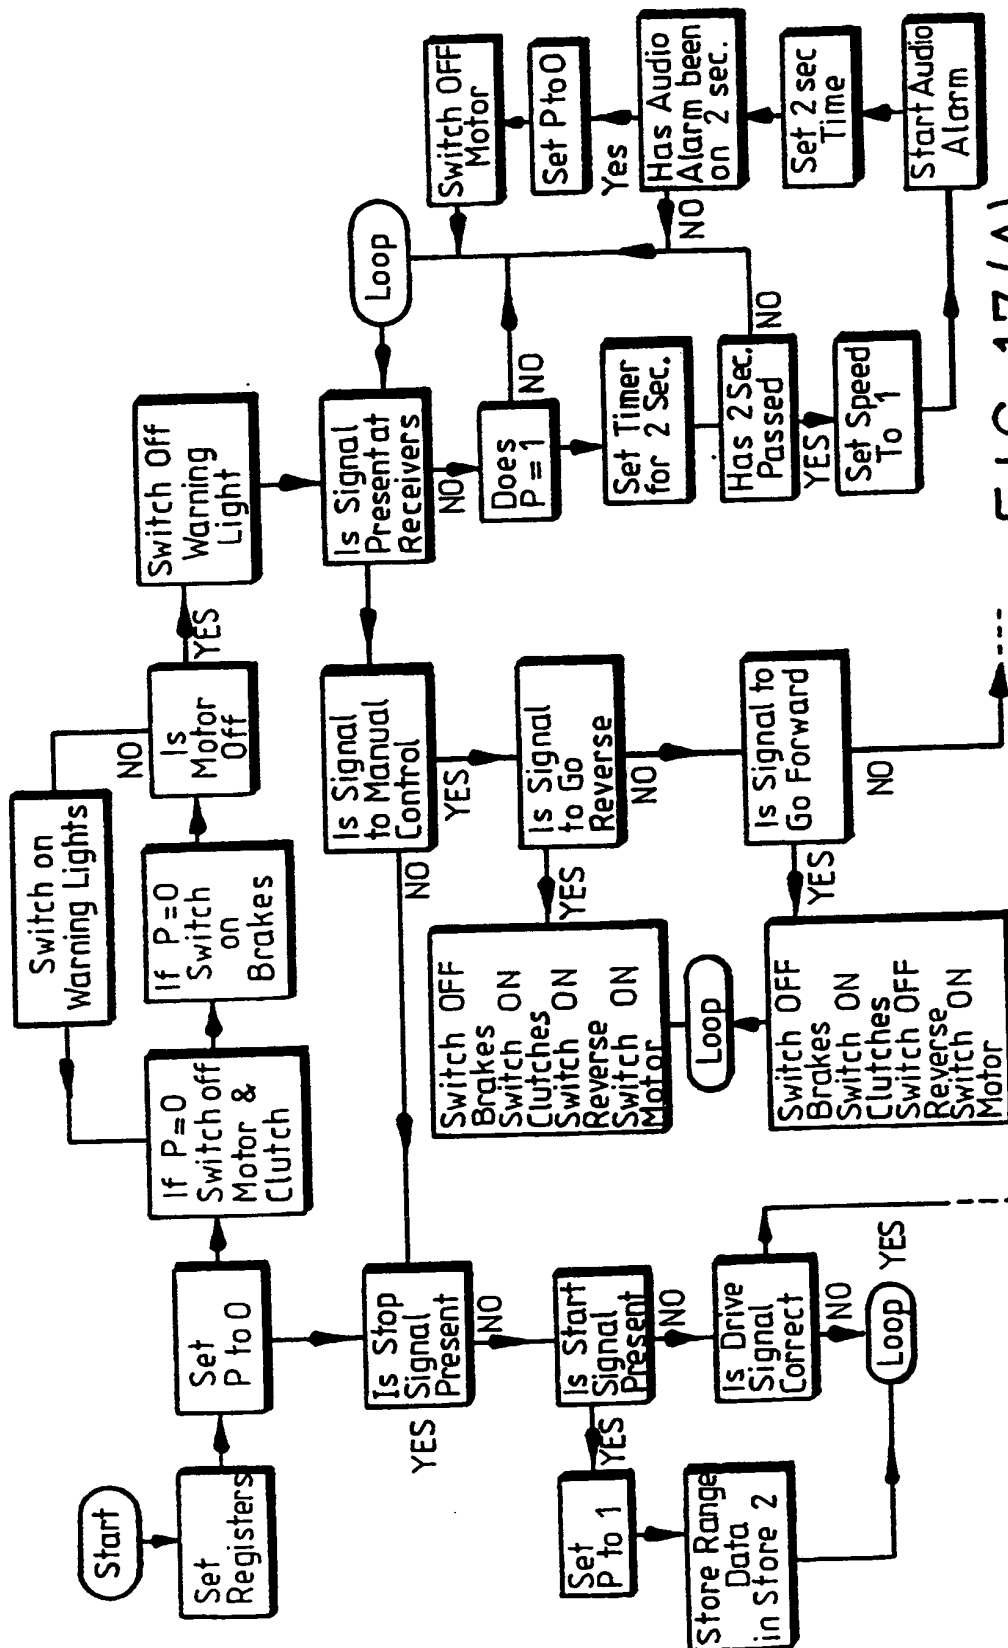 Start
Set
Registers
Set
P to 0
If P=0
Switch off
Motor &
Clutch
If P=0
Switch
on
Brakes
Switch on
Warning Lights
Is
Motor
Off
NO
YES
Switch Off
Warning
Light
Loop
Is Signal
Present at
Receivers
NO
Does
P=1
NO
Set Timer
for 2 Sec.
Has 2 Sec.
Passed
NO
YES
Set Speed
To 1
Start Audio
Alarm
Set 2 sec
Time
Has Audio
Alarm been
on 2 sec.
NO
Yes
Set P to 0
Switch OFF
Motor
Is Signal
to Manual
Control
NO
YES
Is Signal
to Go
Reverse
YES
NO
Switch OFF
Brakes
Switch ON
Clutches
Switch ON
Reverse
Switch ON
Motor
Loop
Is Signal to
Go Forward
YES
NO
Switch OFF
Brakes
Switch ON
Clutches
Switch OFF
Reverse
Switch ON
Motor
Is Stop
Signal
Present
YES
NO
Is Start
Signal
Present
YES
NO
Set
P to 1
Store Range
Data
in Store 2
Is Drive
Signal
Correct
NO
YES
Loop